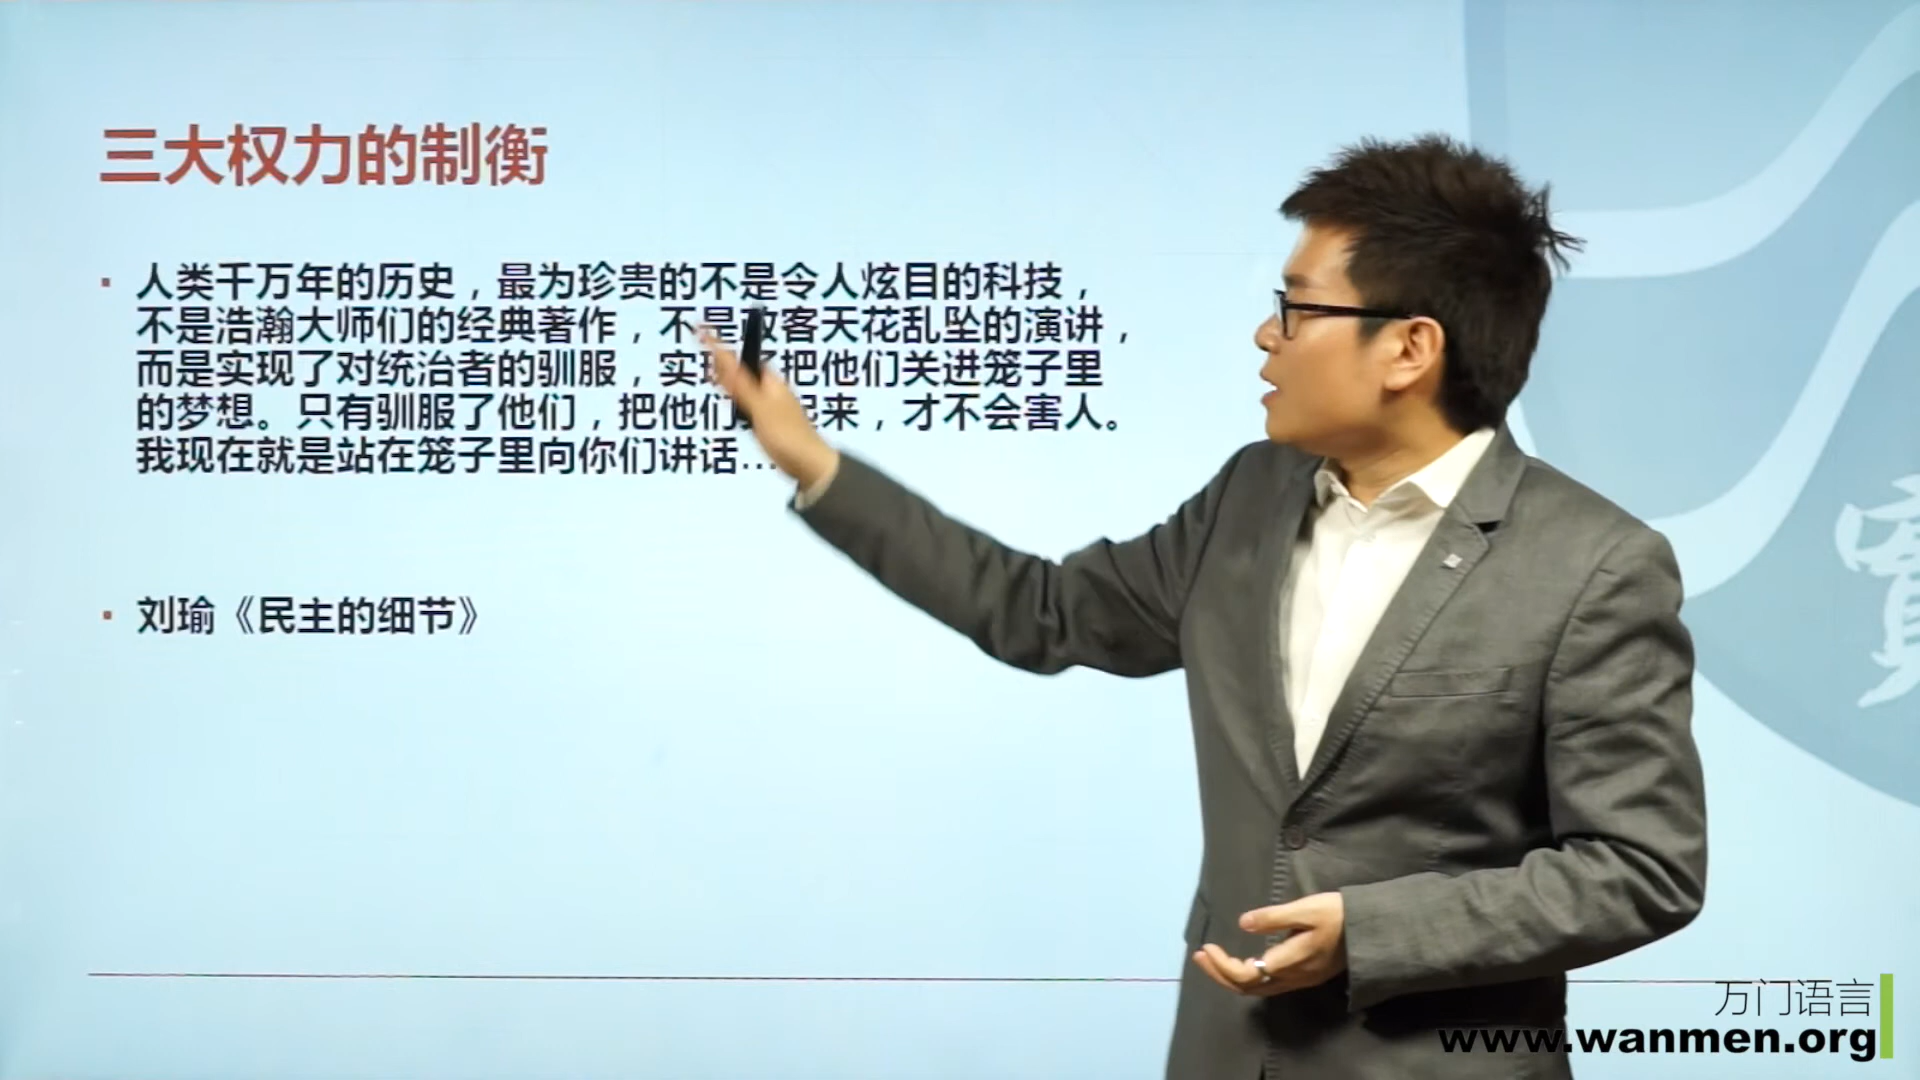 三大权力的制衡
人类千万年的历史，最为珍贵的不是令人炫目的科技，
不是浩瀚大师们的经典著作，不是政客天花乱坠的演讲，
而是实现了对统治者的驯服，实现了把他们关进笼子里
的梦想。只有驯服了他们，把他们 起来，才不会害人。
我现在就是站在笼子里向你们讲话…
刘瑜《民主的细节》
寶
万门语言
www.wanmen.org